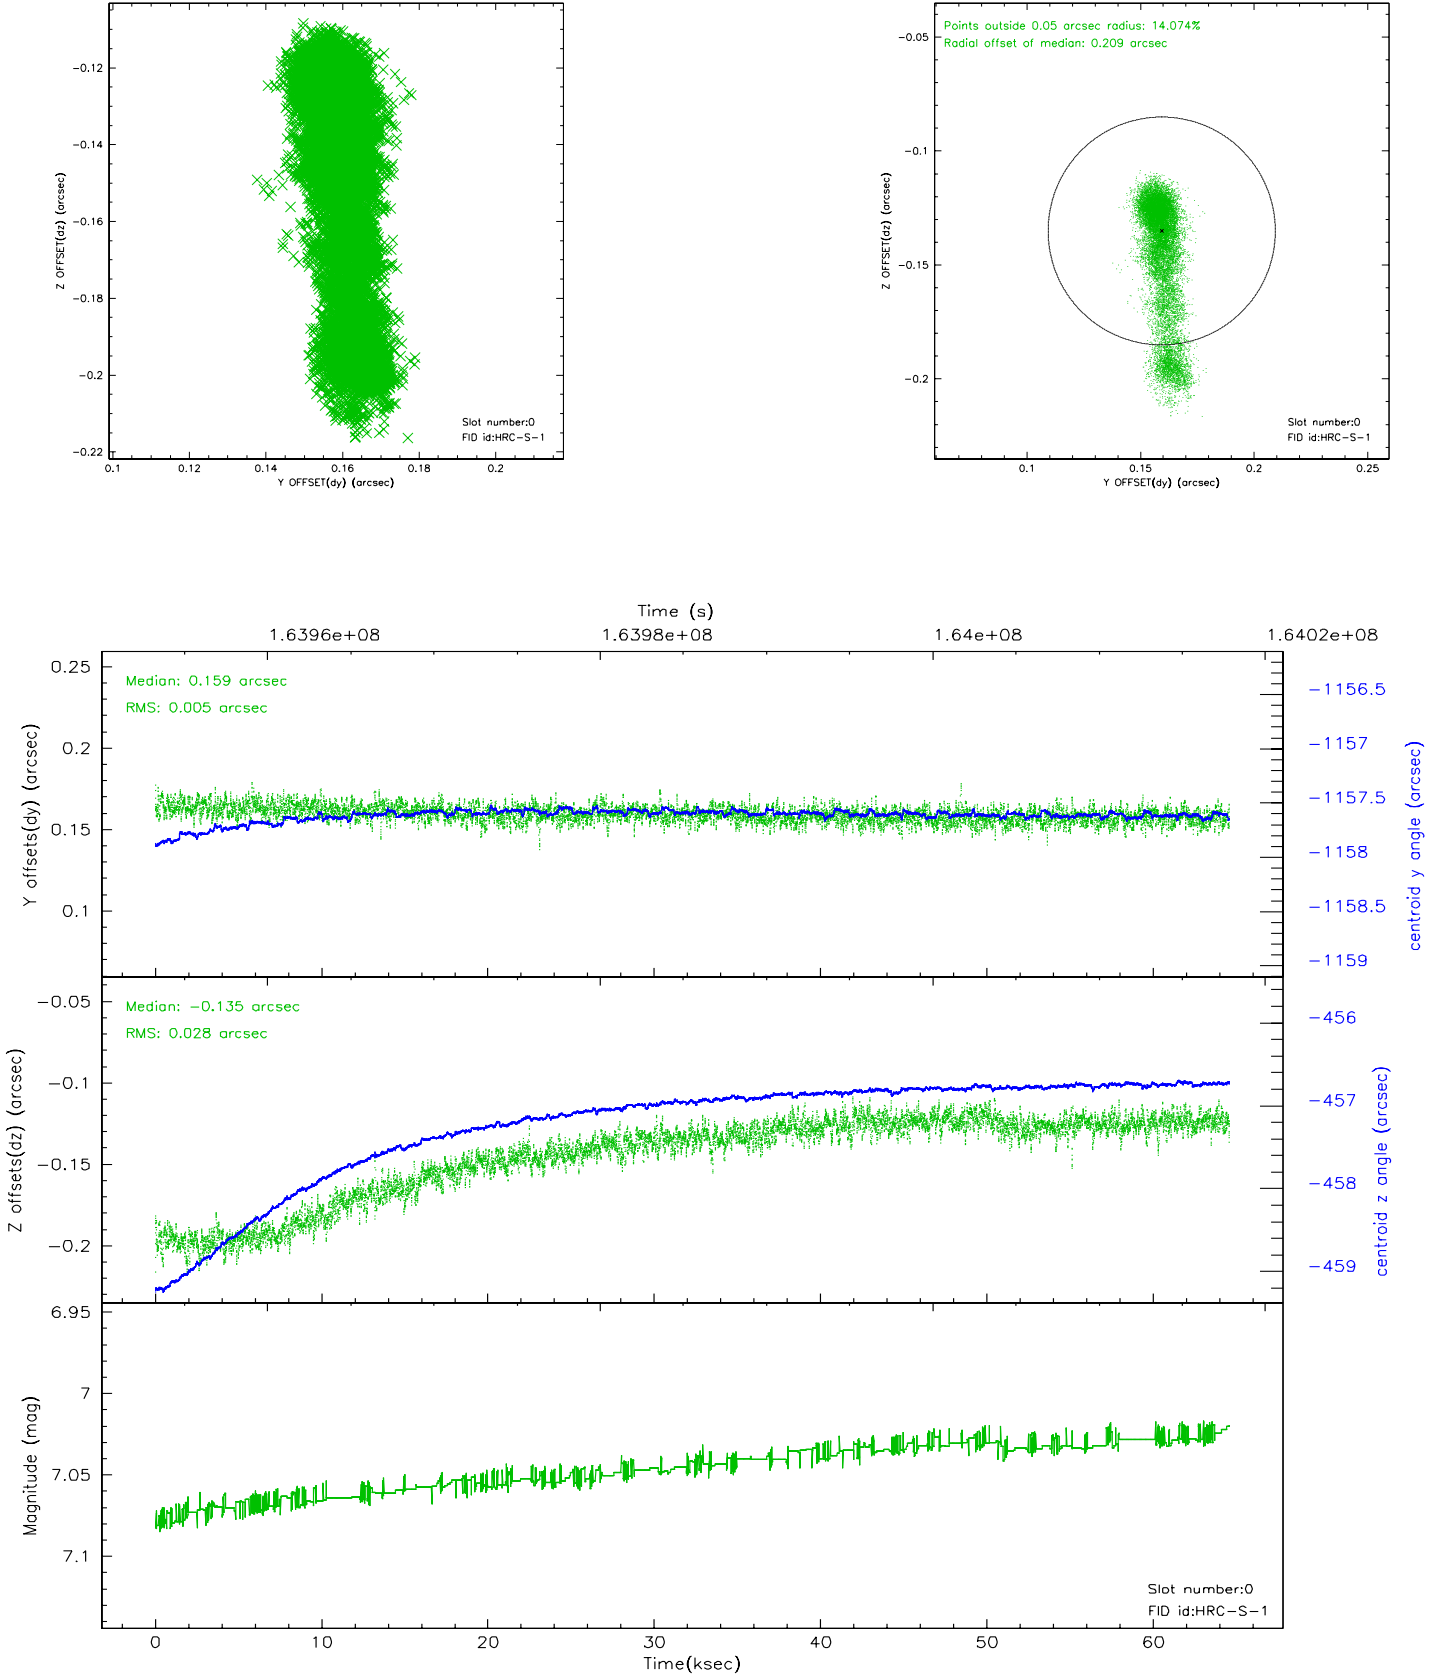 -0.12
-0.14
-0.16
-0.18
-0.2
-0.22
Z OFFSET(dz) (arcsec)
0.1
0.12
0.14
0.16
0.18
0.2
Y OFFSET(dy) (arcsec)
Slot number:0
FID id:HRC-S-1
Points outside 0.05 arcsec radius: 14.074%
Radial offset of median: 0.209 arcsec
-0.05
-0.1
-0.15
-0.2
Z OFFSET(dz) (arcsec)
0.1
0.15
0.2
0.25
Y OFFSET(dy) (arcsec)
Slot number:0
FID id:HRC-S-1
Time (s)
1.6396e+08
1.6398e+08
1.64e+08
1.6402e+08
Median: 0.159 arcsec
RMS: 0.005 arcsec
0.25
0.2
0.15
0.1
Y offsets(dy) (arcsec)
-1156.5
-1157
-1157.5
-1158
-1158.5
-1159
centroid y angle (arcsec)
Median: -0.135 arcsec
RMS: 0.028 arcsec
-0.05
-0.1
-0.15
-0.2
Z offsets(dz) (arcsec)
-456
-457
-458
-459
centroid z angle (arcsec)
6.95
7
7.05
7.1
Magnitude (mag)
Slot number:0
FID id:HRC-S-1
0
10
20
30
40
50
60
Time(ksec)